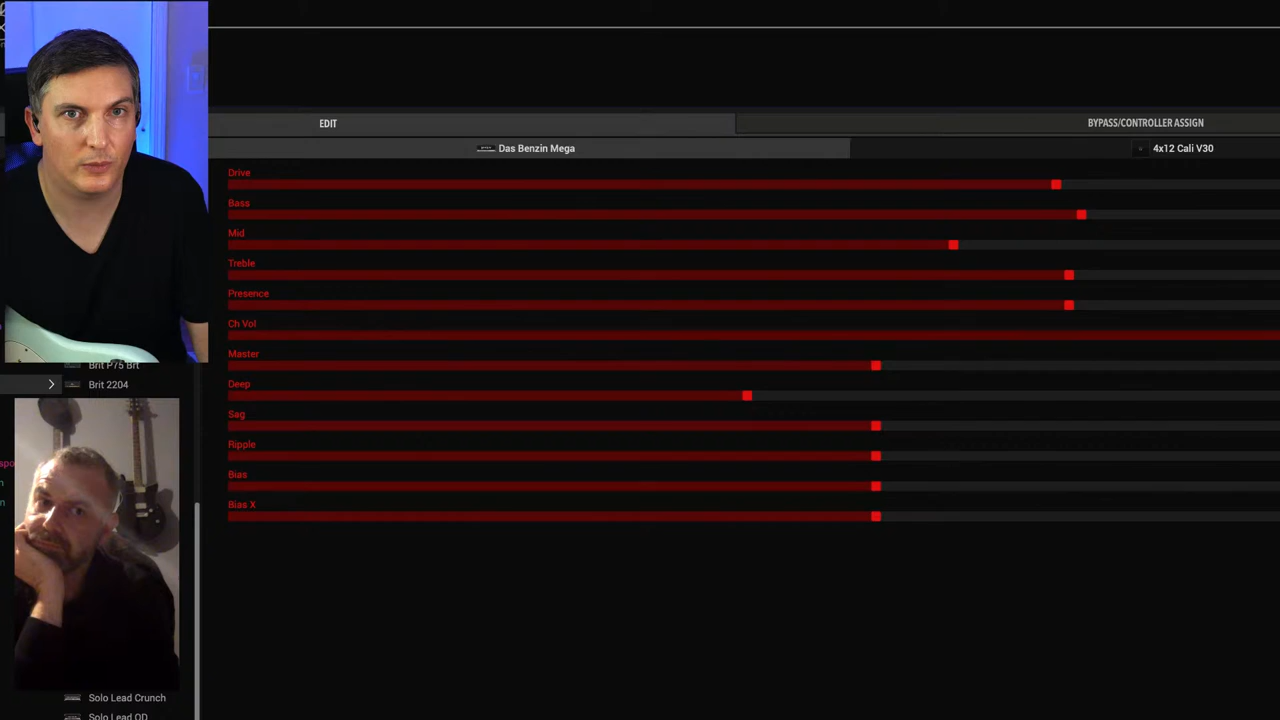 EDIT
BYPASS/CONTROLLER ASSIGN
Das Benzin Mega
4x12 Cali V30
Drive
Bass
Mid
Treble
Presence
Ch Vol
Master
Deep
Sag
Ripple
Bias
Bias X
Brit P75 Brt
Brit 2204
Solo Lead Crunch
Solo Lead OD